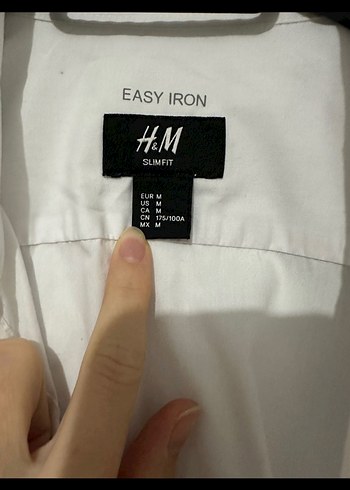 EASY IRON
H&M
SLIM FIT
EUR M
US M
CA M
CN 175/100A
MX M